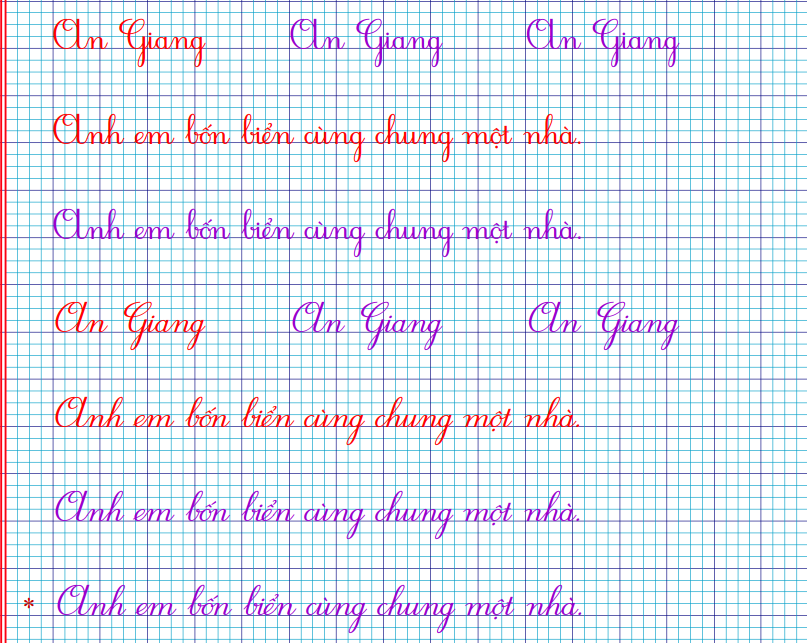 An Giang An Giang An Giang
Anh em bốn biển cùng chung một nhà.
Anh em bốn biển cùng chung một nhà.
An Giang An Giang An Giang
Anh em bốn biển cùng chung một nhà.
Anh em bốn biển cùng chung một nhà.
* Anh em bốn biển cùng chung một nhà.